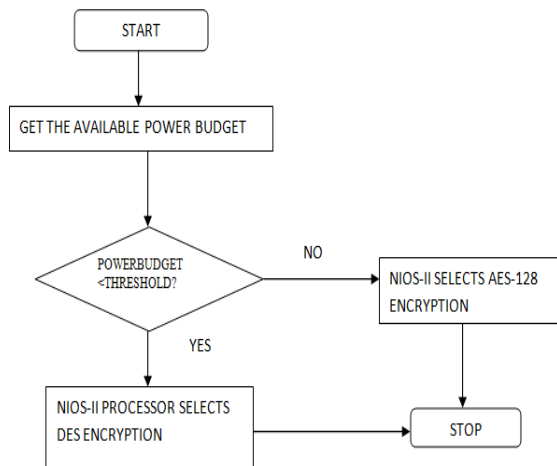 START
GET THE AVAILABLE POWER BUDGET
POWERBUDGET
<THRESHOLD?
NO
NIOS-II SELECTS AES-128
ENCRYPTION
YES
NIOS-II PROCESSOR SELECTS
DES ENCRYPTION
STOP